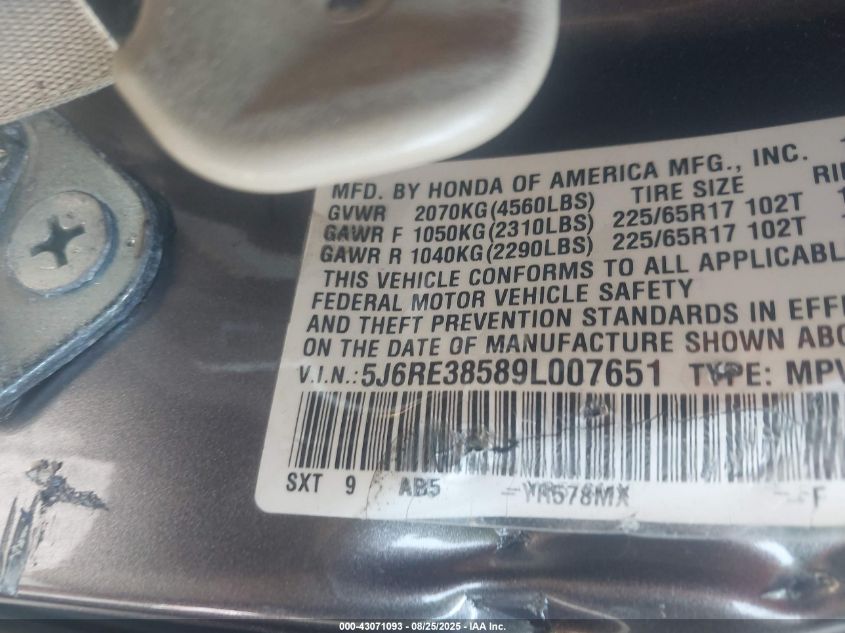 MFD. BY HONDA OF AMERICA MFG., INC.
GVWR 2070KG(4560LBS) TIRE SIZE RI
GAWR F 1050KG(2310LBS) 225/65R17 102T
GAWR R 1040KG(2290LBS) 225/65R17 102T
THIS VEHICLE CONFORMS TO ALL APPLICABL
FEDERAL MOTOR VEHICLE SAFETY
AND THEFT PREVENTION STANDARDS IN EFF
ON THE DATE OF MANUFACTURE SHOWN ABO
V.I.N.: 5J6RE38589L007651 TYPE: MPV
SXT 9 AB5 YR578MX F
000-43071093 - 08/25/2025 - IAA Inc.